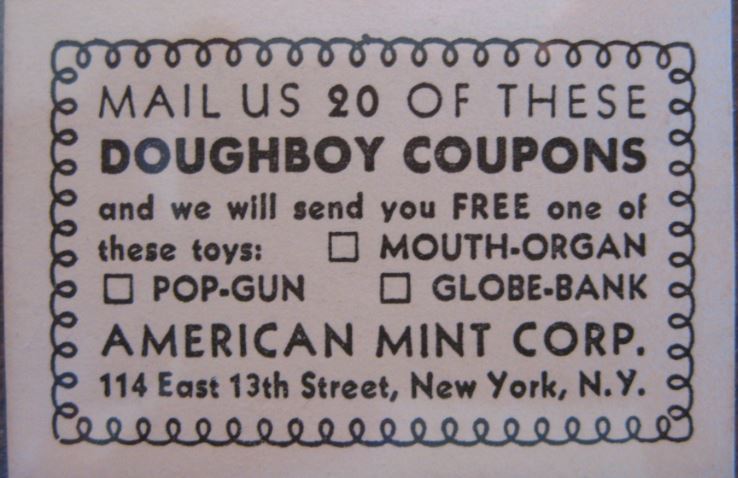 MAIL US 20 OF THESE
DOUGHBOY COUPONS
and we will send you FREE one of
these toys: ☐ MOUTH-ORGAN
☐ POP-GUN ☐ GLOBE-BANK
AMERICAN MINT CORP.
114 East 13th Street, New York, N.Y.